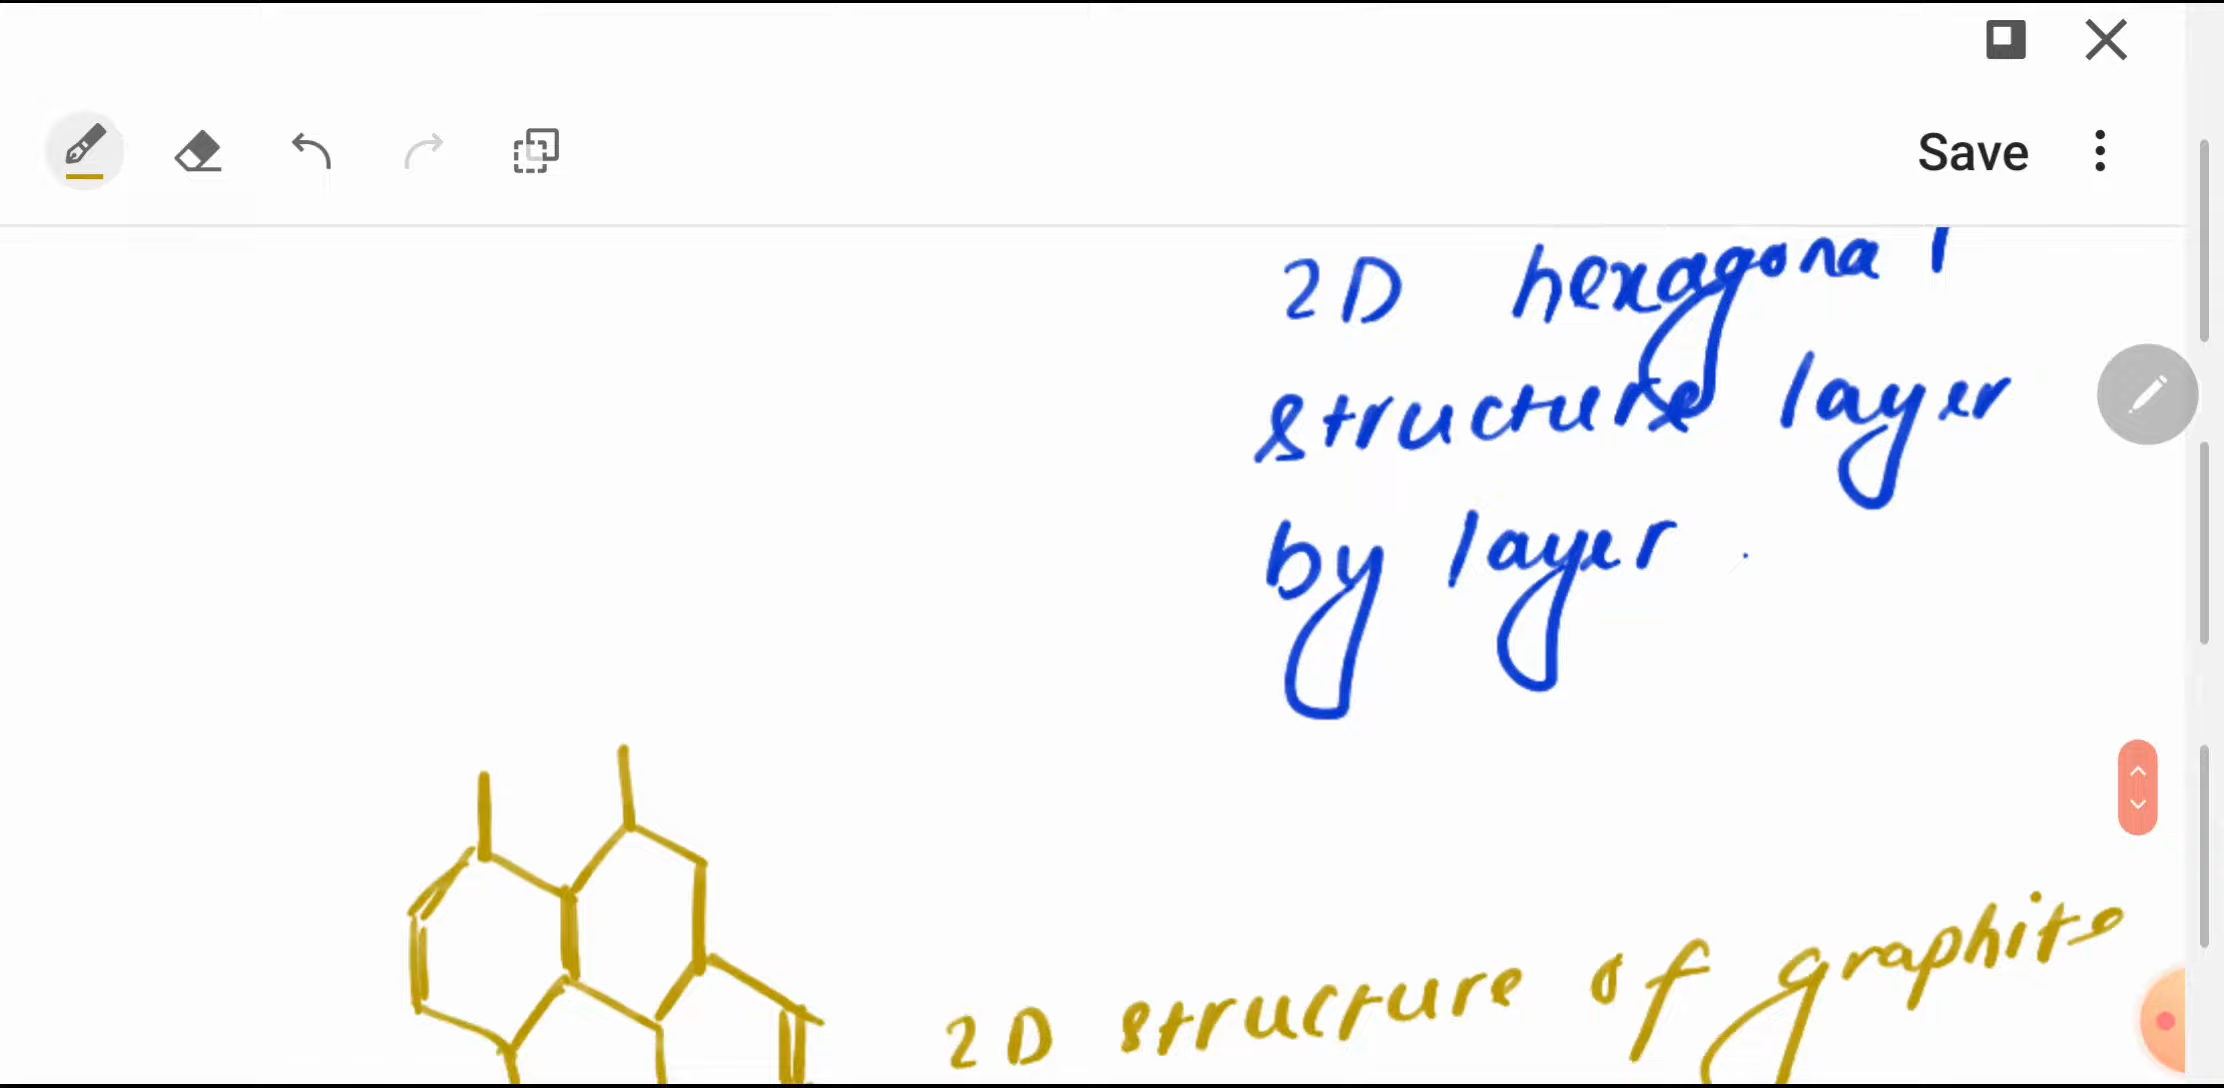 Save
2D hexagonal
structure layer
by layer .
2D structure of graphite